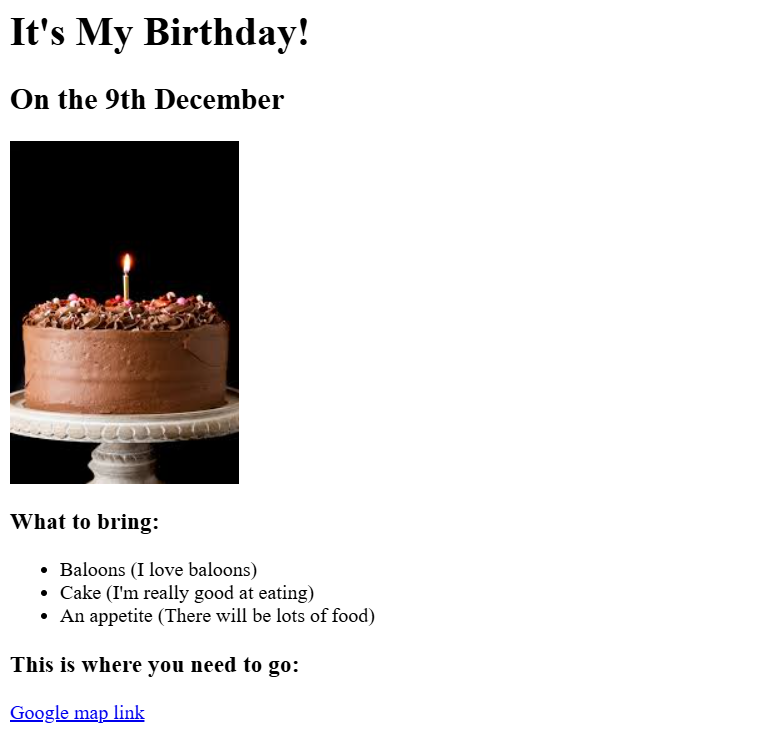 It's My Birthday!
On the 9th December
What to bring:
Baloons (I love baloons)
Cake (I'm really good at eating)
An appetite (There will be lots of food)
This is where you need to go:
Google map link